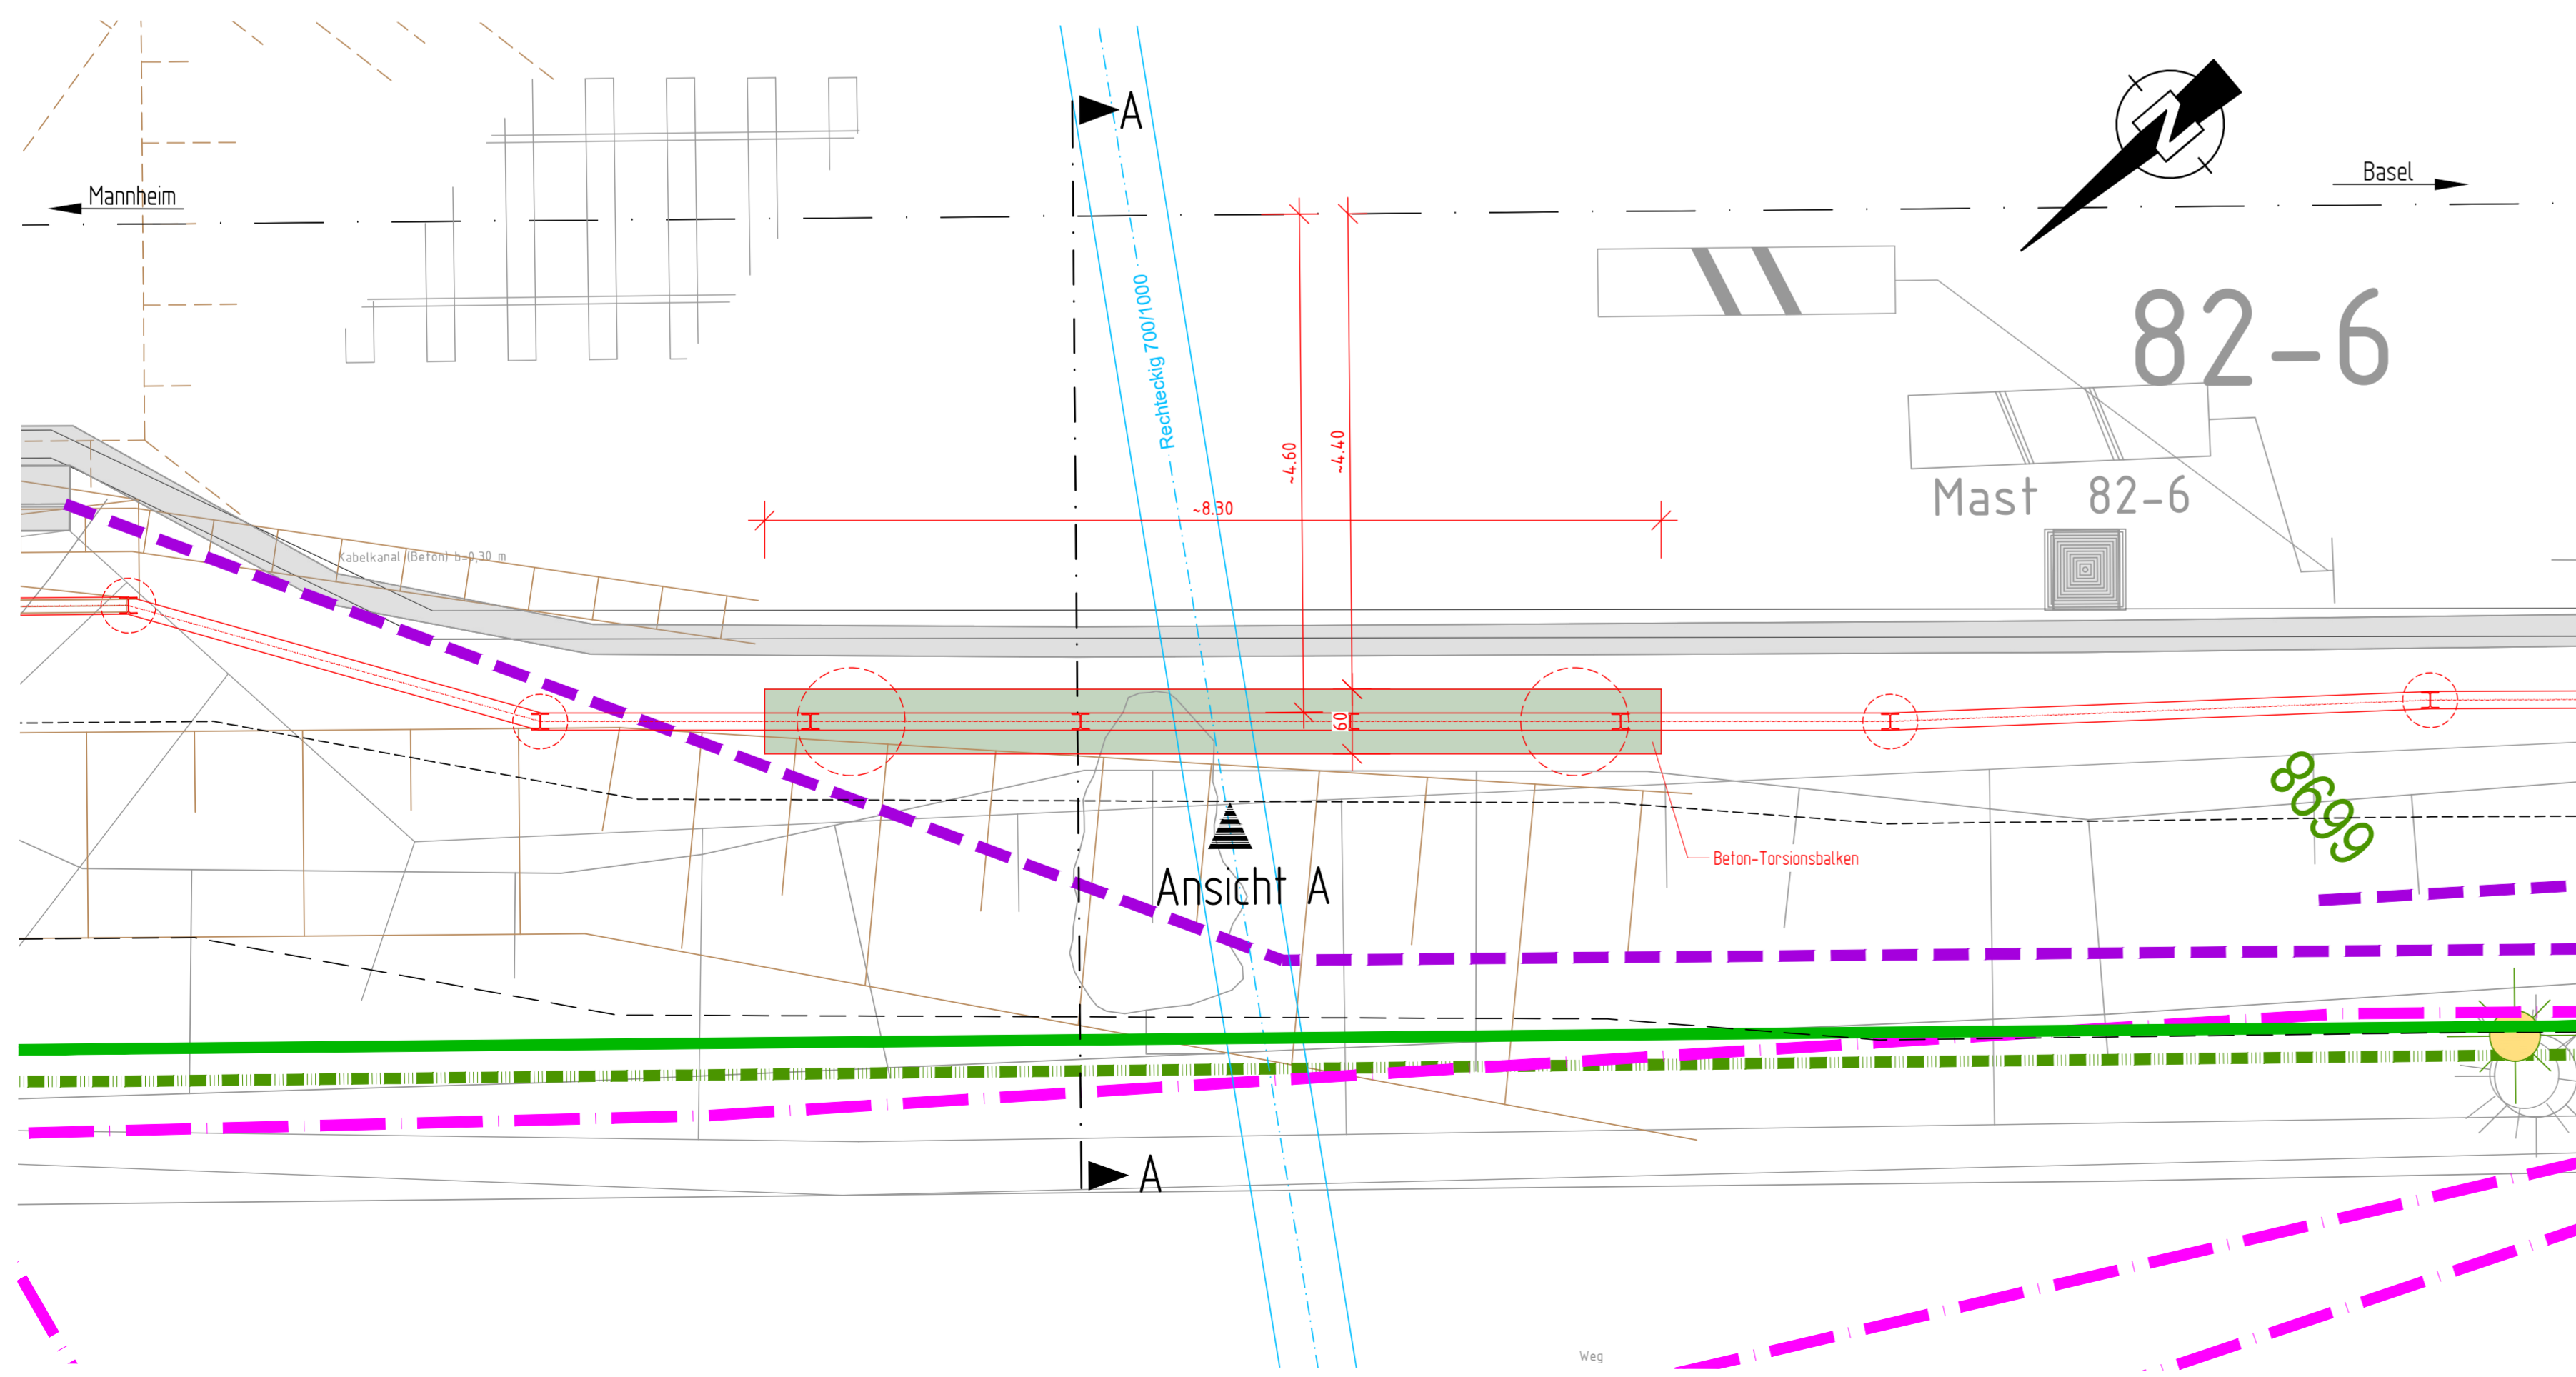 A
N
Mannheim
Basel
Rechteckig 700/1000
82-6
~4.60
~4.40
~8.30
Mast 82-6
Kabelkanal (Beton) b=0,30 m
60
8699
Beton-Torsionsbalken
Ansicht A
A
Weg